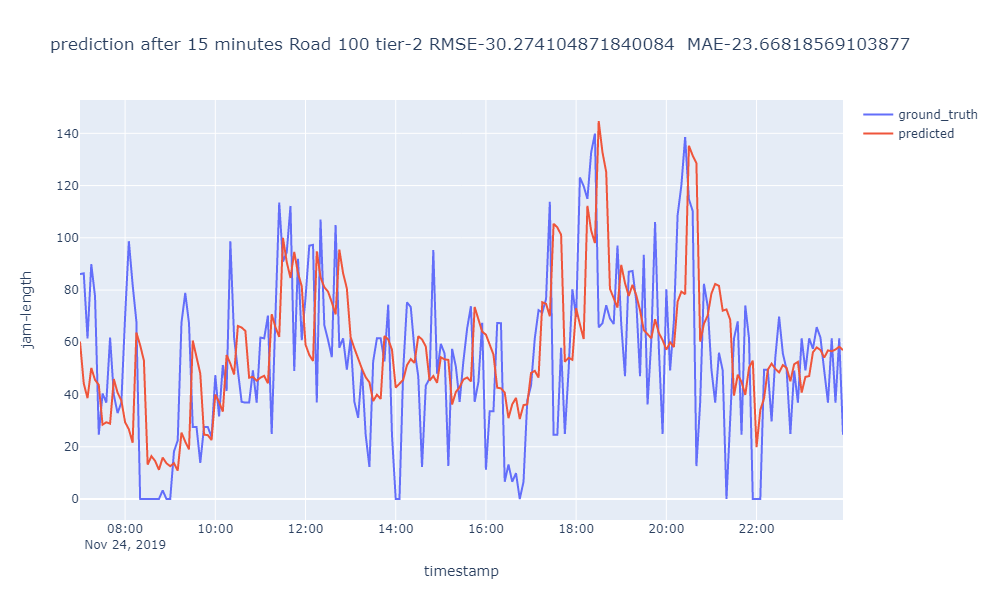 prediction after 15 minutes Road 100 tier-2 RMSE-30.274104871840084  MAE-23.66818569103877
ground_truth
predicted
140
120
100
80
60
40
20
0
jam-length
08:00 10:00 12:00 14:00 16:00 18:00 20:00 22:00
Nov 24, 2019
timestamp